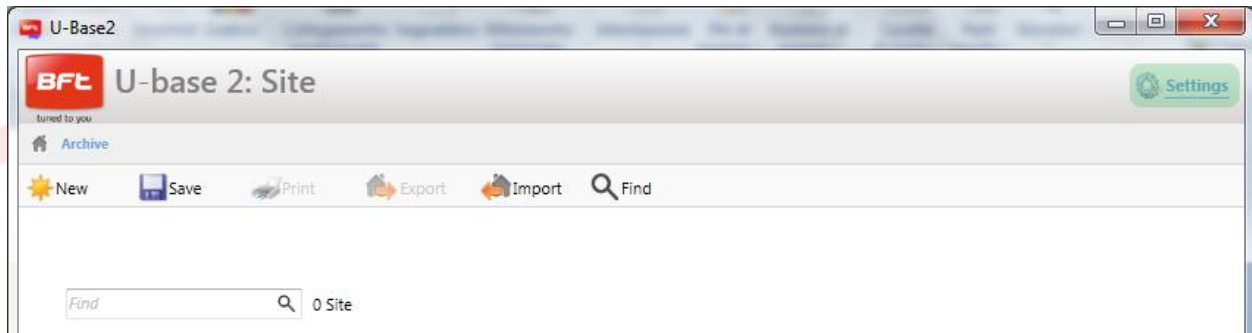 U-Base2
BFt
U-base 2: Site
Settings
tuned to you
Archive
New Save Print Export Import Find
Find 0 Site